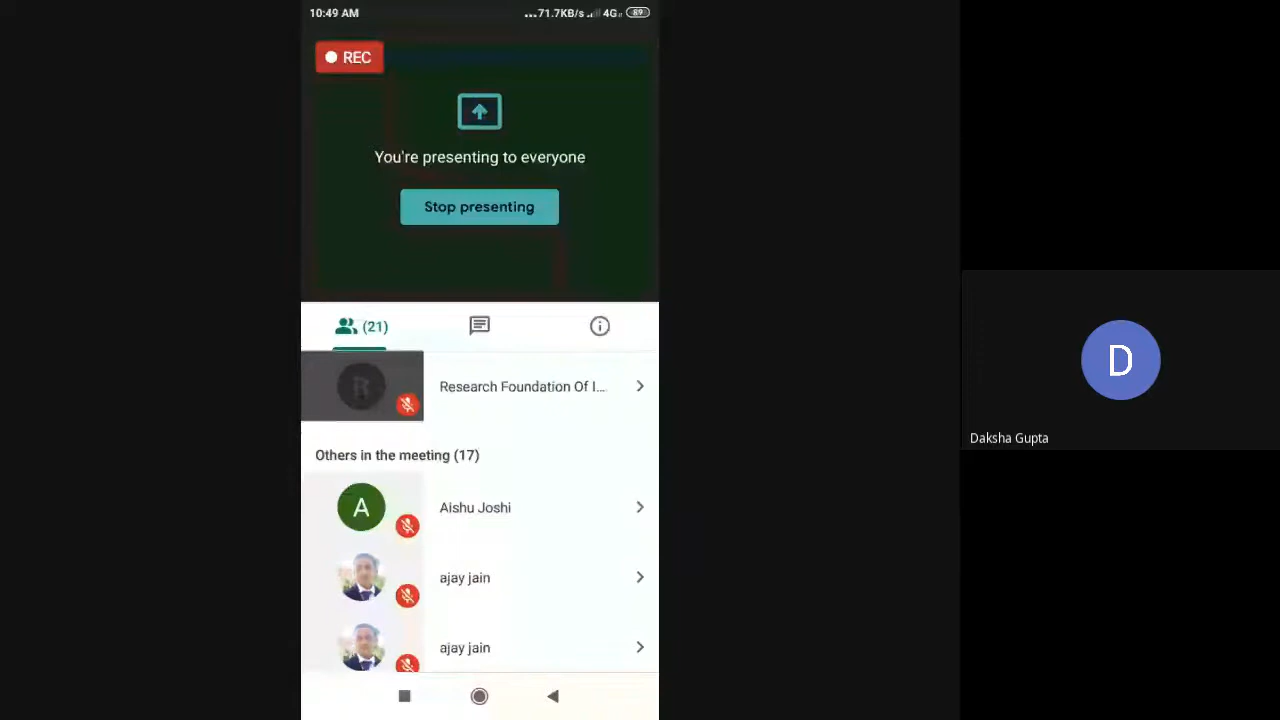 10:49 AM
...71.7KB/s 4G 89
REC
You're presenting to everyone
Stop presenting
(21)
Research Foundation Of I...
Others in the meeting (17)
A
Aishu Joshi
ajay jain
ajay jain
D
Daksha Gupta